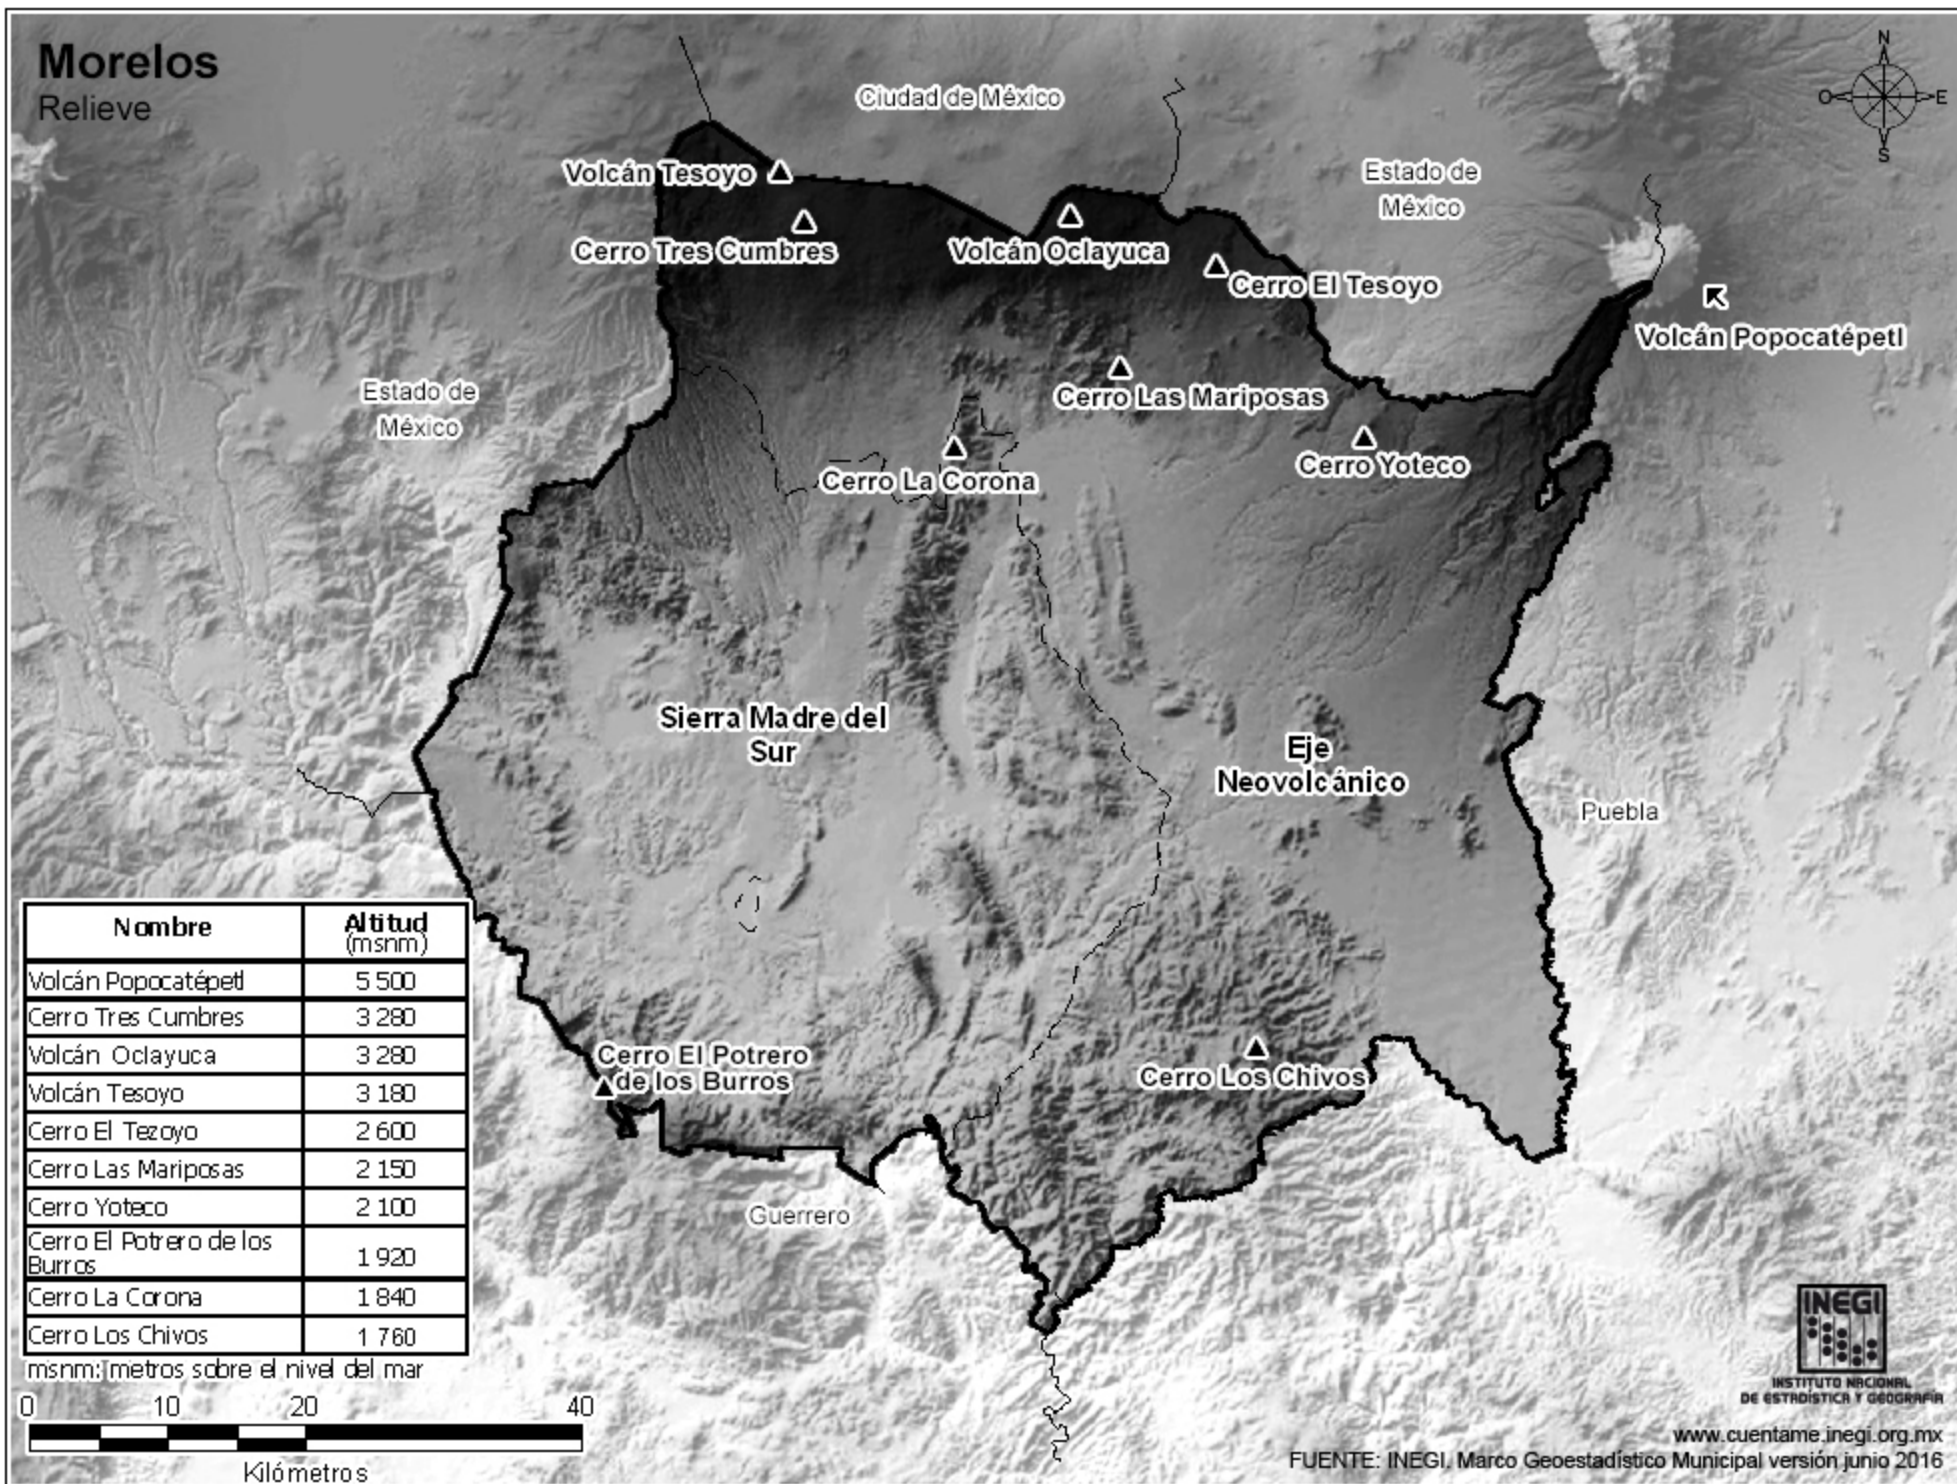 Morelos
Relieve
N
O
E
S
Ciudad de México
Volcán Tesoyo
Estado de
México
Cerro Tres Cumbres
Volcán Oclayuca
Cerro El Tesoyo
Volcán Popocatépetl
Estado de
México
Cerro Las Mariposas
Cerro La Corona
Cerro Yoteco
Sierra Madre del
Sur
Eje
Neovolcánico
Puebla
Cerro El Potrero
de los Burros
Cerro Los Chivos
Guerrero
Nombre Altitud
(msnm)
Volcán Popocatépetl 5 500
Cerro Tres Cumbres 3 280
Volcán Oclayuca 3 280
Volcán Tesoyo 3 180
Cerro El Tezoyo 2 600
Cerro Las Mariposas 2 150
Cerro Yoteco 2 100
Cerro El Potrero de los
Burros 1 920
Cerro La Corona 1 840
Cerro Los Chivos 1 760
msnm: metros sobre el nivel del mar
0 10 20 40
Kilómetros
INEGI
INSTITUTO NACIONAL
DE ESTADÍSTICA Y GEOGRAFÍA
www.cuentame.inegi.org.mx
FUENTE: INEGI. Marco Geoestadístico Municipal versión junio 2016